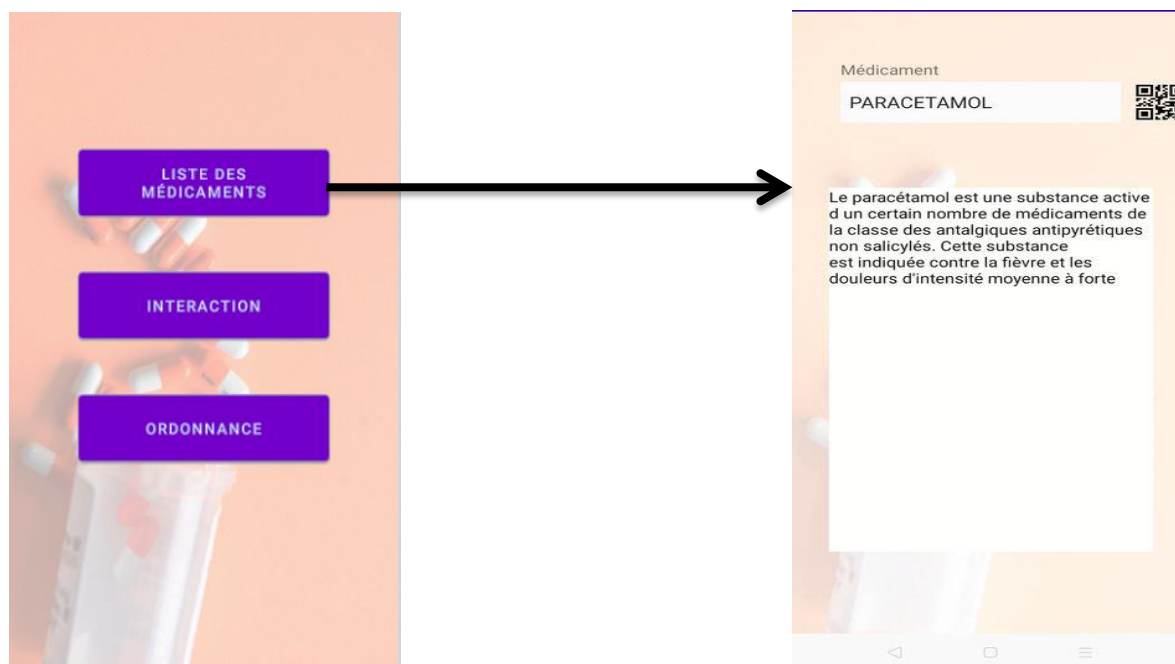 LISTE DES
MÉDICAMENTS
INTERACTION
ORDONNANCE
Médicament
PARACETAMOL
Le paracétamol est une substance active
d un certain nombre de médicaments de
la classe des antalgiques antipyrétiques
non salicylés. Cette substance
est indiquée contre la fièvre et les
douleurs d'intensité moyenne à forte